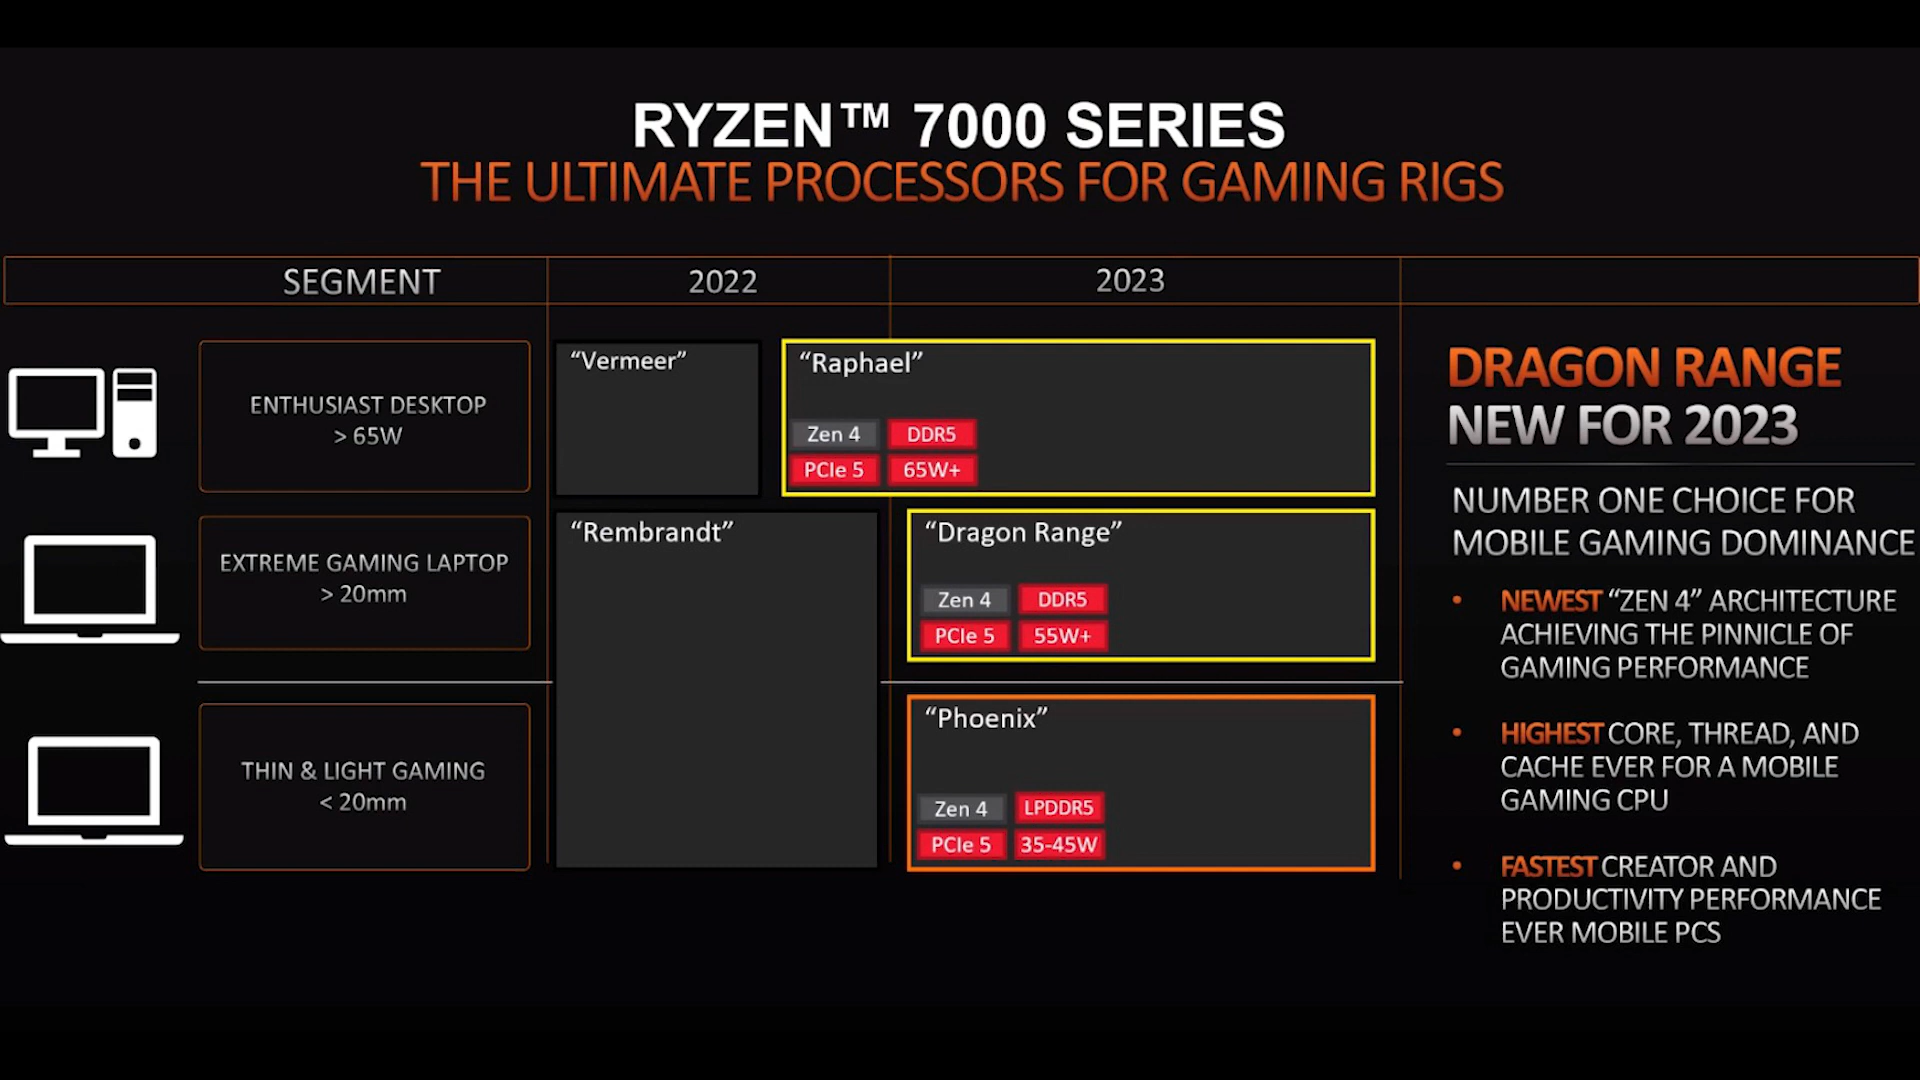 RYZEN™ 7000 SERIES
THE ULTIMATE PROCESSORS FOR GAMING RIGS
SEGMENT
2022
2023
ENTHUSIAST DESKTOP
> 65W
“Vermeer”
“Raphael”
Zen 4
DDR5
PCIe 5
65W+
EXTREME GAMING LAPTOP
> 20mm
“Rembrandt”
“Dragon Range”
Zen 4
DDR5
PCIe 5
55W+
THIN & LIGHT GAMING
< 20mm
“Phoenix”
Zen 4
LPDDR5
PCIe 5
35-45W
DRAGON RANGE
NEW FOR 2023
NUMBER ONE CHOICE FOR
MOBILE GAMING DOMINANCE
• NEWEST “ZEN 4” ARCHITECTURE
ACHIEVING THE PINNICLE OF
GAMING PERFORMANCE
• HIGHEST CORE, THREAD, AND
CACHE EVER FOR A MOBILE
GAMING CPU
• FASTEST CREATOR AND
PRODUCTIVITY PERFORMANCE
EVER MOBILE PCS